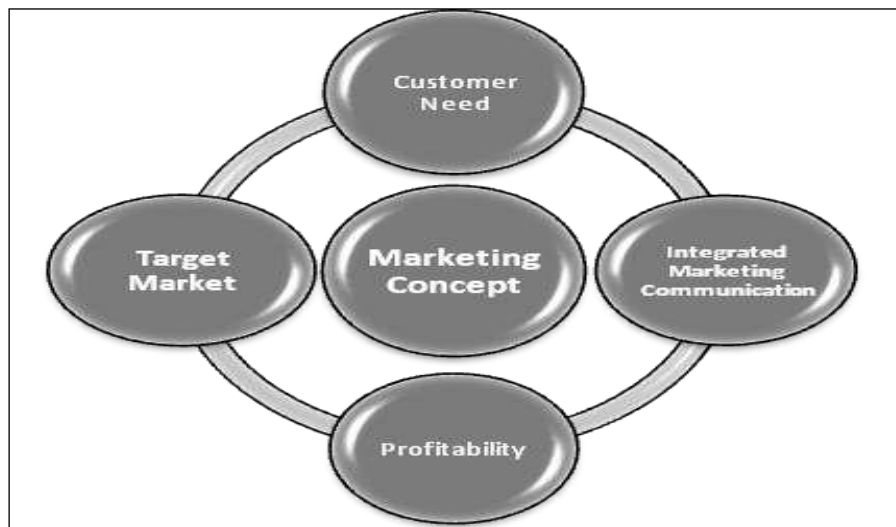 Customer
Need
Target
Market
Marketing
Concept
Integrated
Marketing
Communication
Profitability